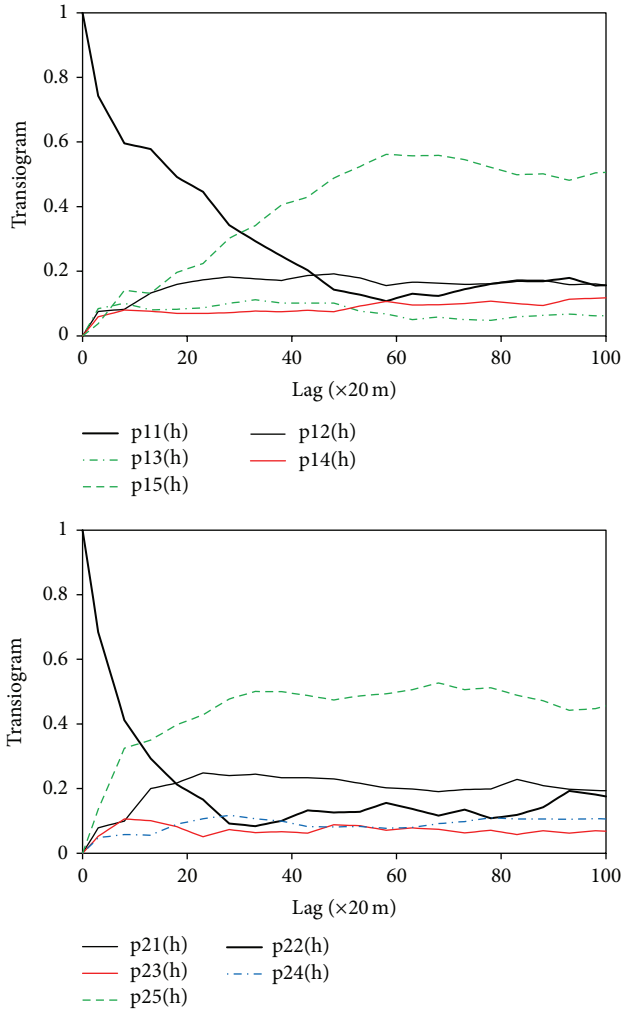 1
0.8
0.6
0.4
0.2
0
Transiogram
0 20 40 60 80 100
Lag (×20 m)
p11(h) p12(h)
p13(h) p14(h)
p15(h)
1
0.8
0.6
0.4
0.2
0
Transiogram
0 20 40 60 80 100
Lag (×20 m)
p21(h) p22(h)
p23(h) p24(h)
p25(h)